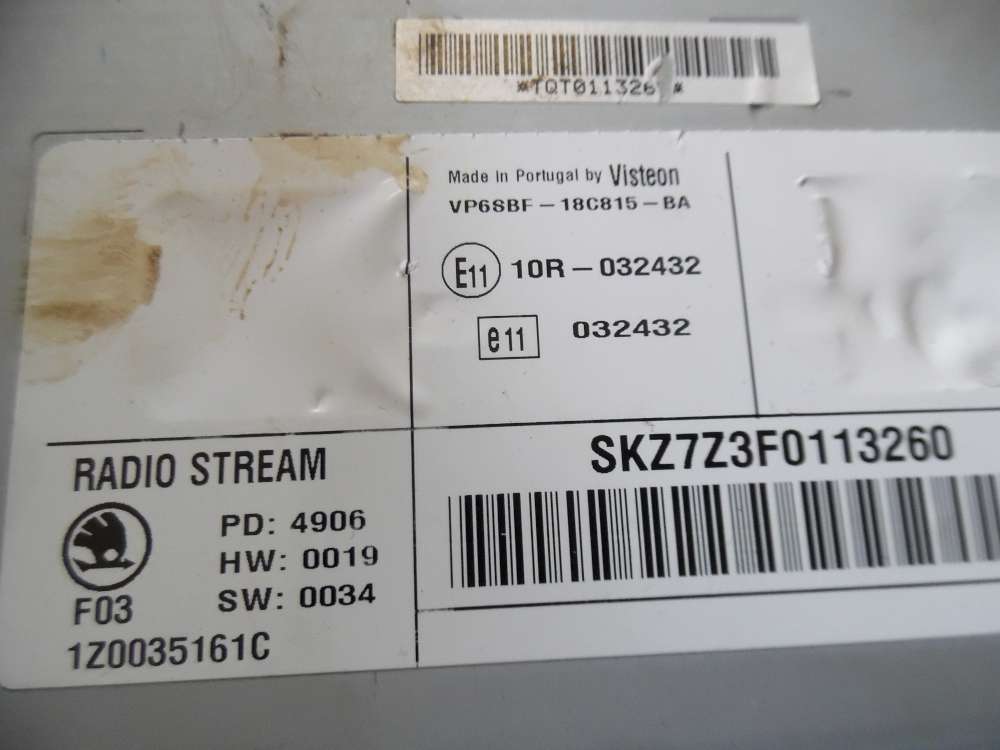 Made in Portugal by Visteon
VP6SBF-18C815-BA
E11 10R-032432
e11 032432
RADIO STREAM
SKZ7Z3F0113260
PD: 4906
HW: 0019
SW: 0034
F03
1Z0035161C